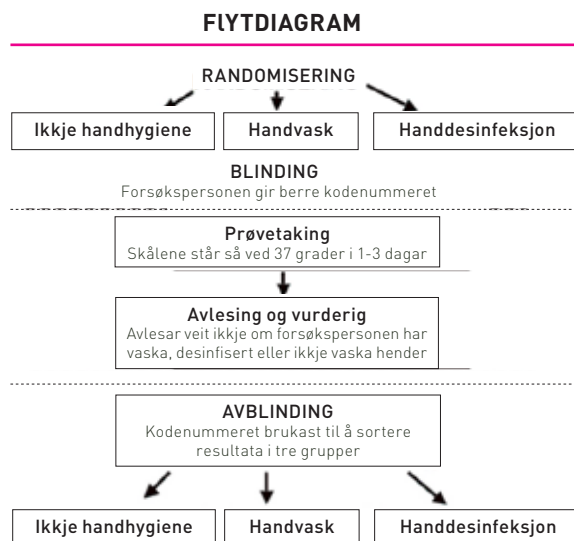 FlYTDIAGRAM
RANDOMISERING
Ikkje handhygiene Handvask Handdesinfeksjon
BLINDING
Forsøkspersonen gir berre kodenummeret
Prøvetaking
Skålene står så ved 37 grader i 1-3 dagar
Avlesing og vurderig
Avlesar veit ikkje om forsøkspersonen har
vaska, desinfisert eller ikkje vaska hender
AVBLINDING
Kodenummeret brukast til å sortere
resultata i tre grupper
Ikkje handhygiene Handvask Handdesinfeksjon